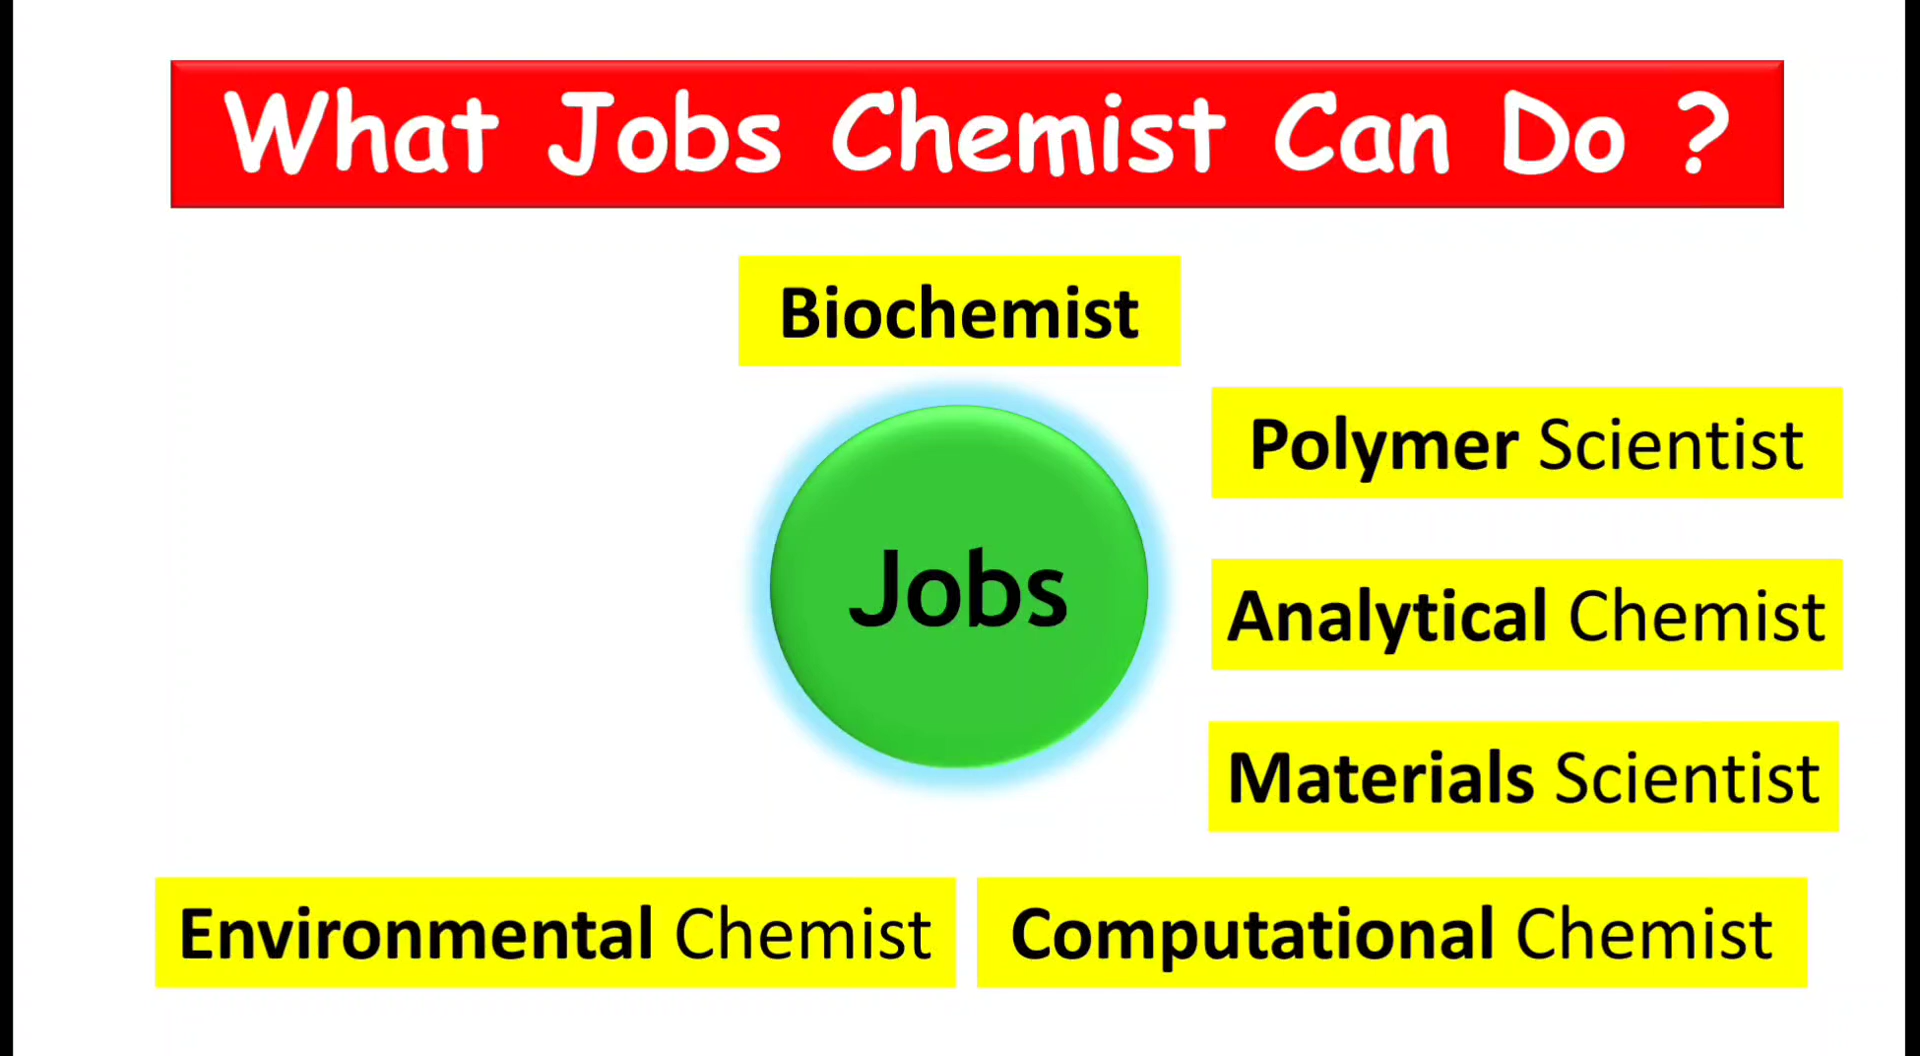 What Jobs Chemist Can Do ?
Biochemist
Polymer Scientist
Jobs
Analytical Chemist
Materials Scientist
Environmental Chemist
Computational Chemist